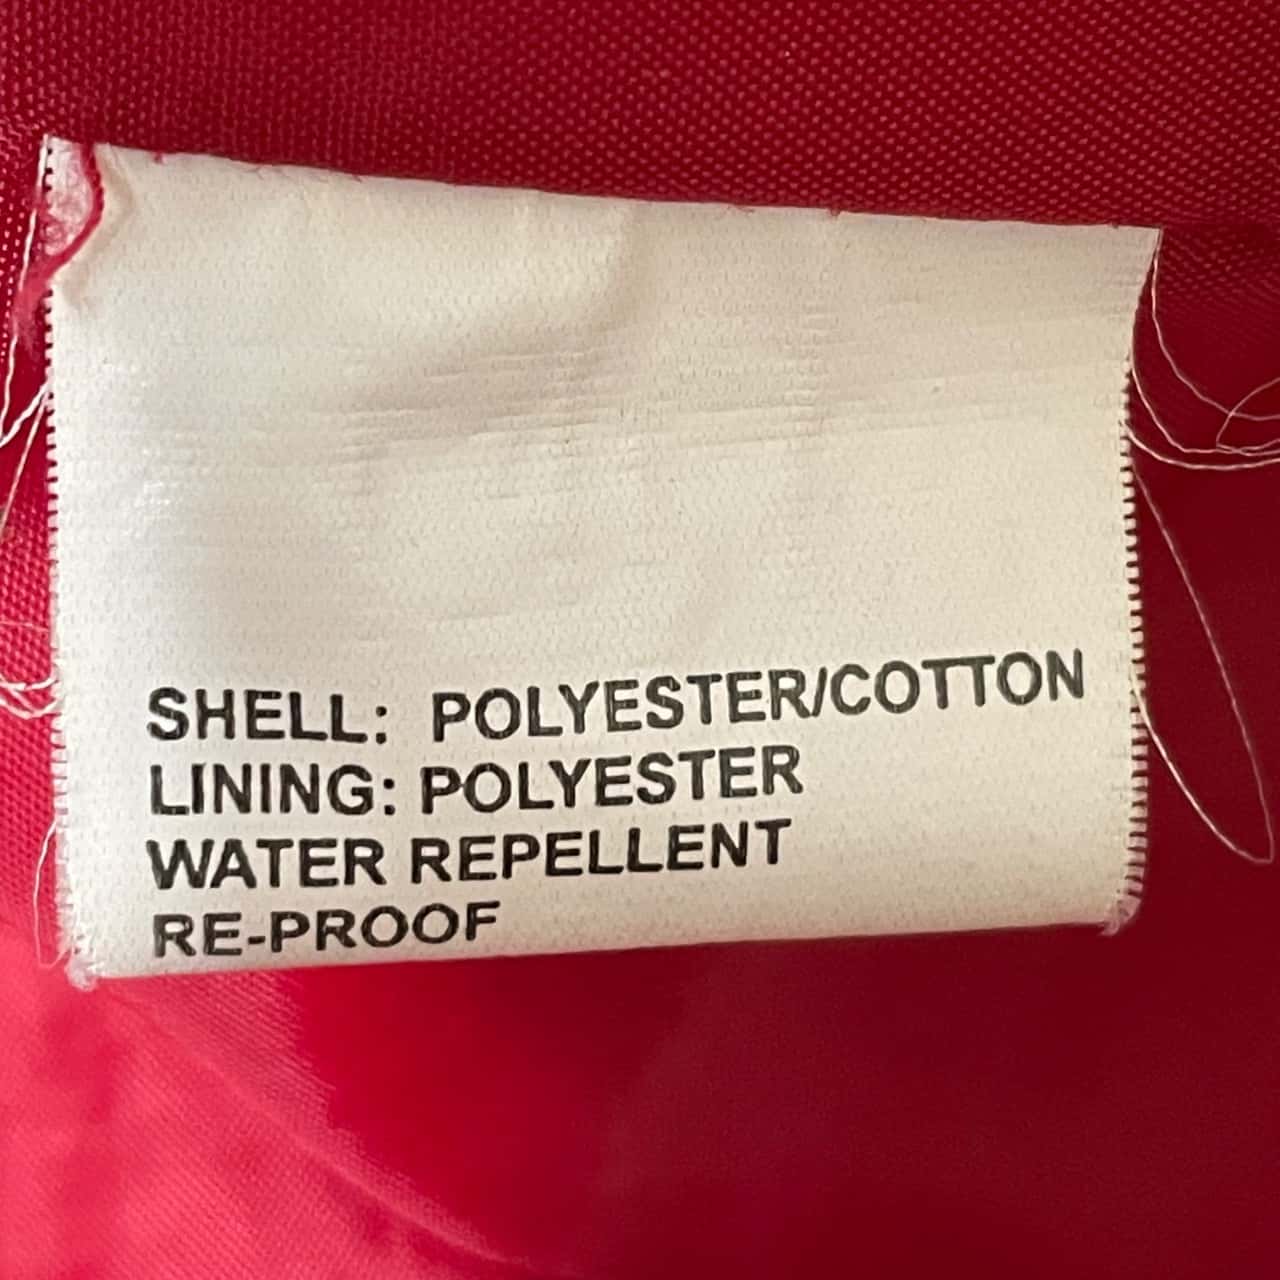 SHELL: POLYESTER/COTTON
LINING: POLYESTER
WATER REPELLENT
RE-PROOF